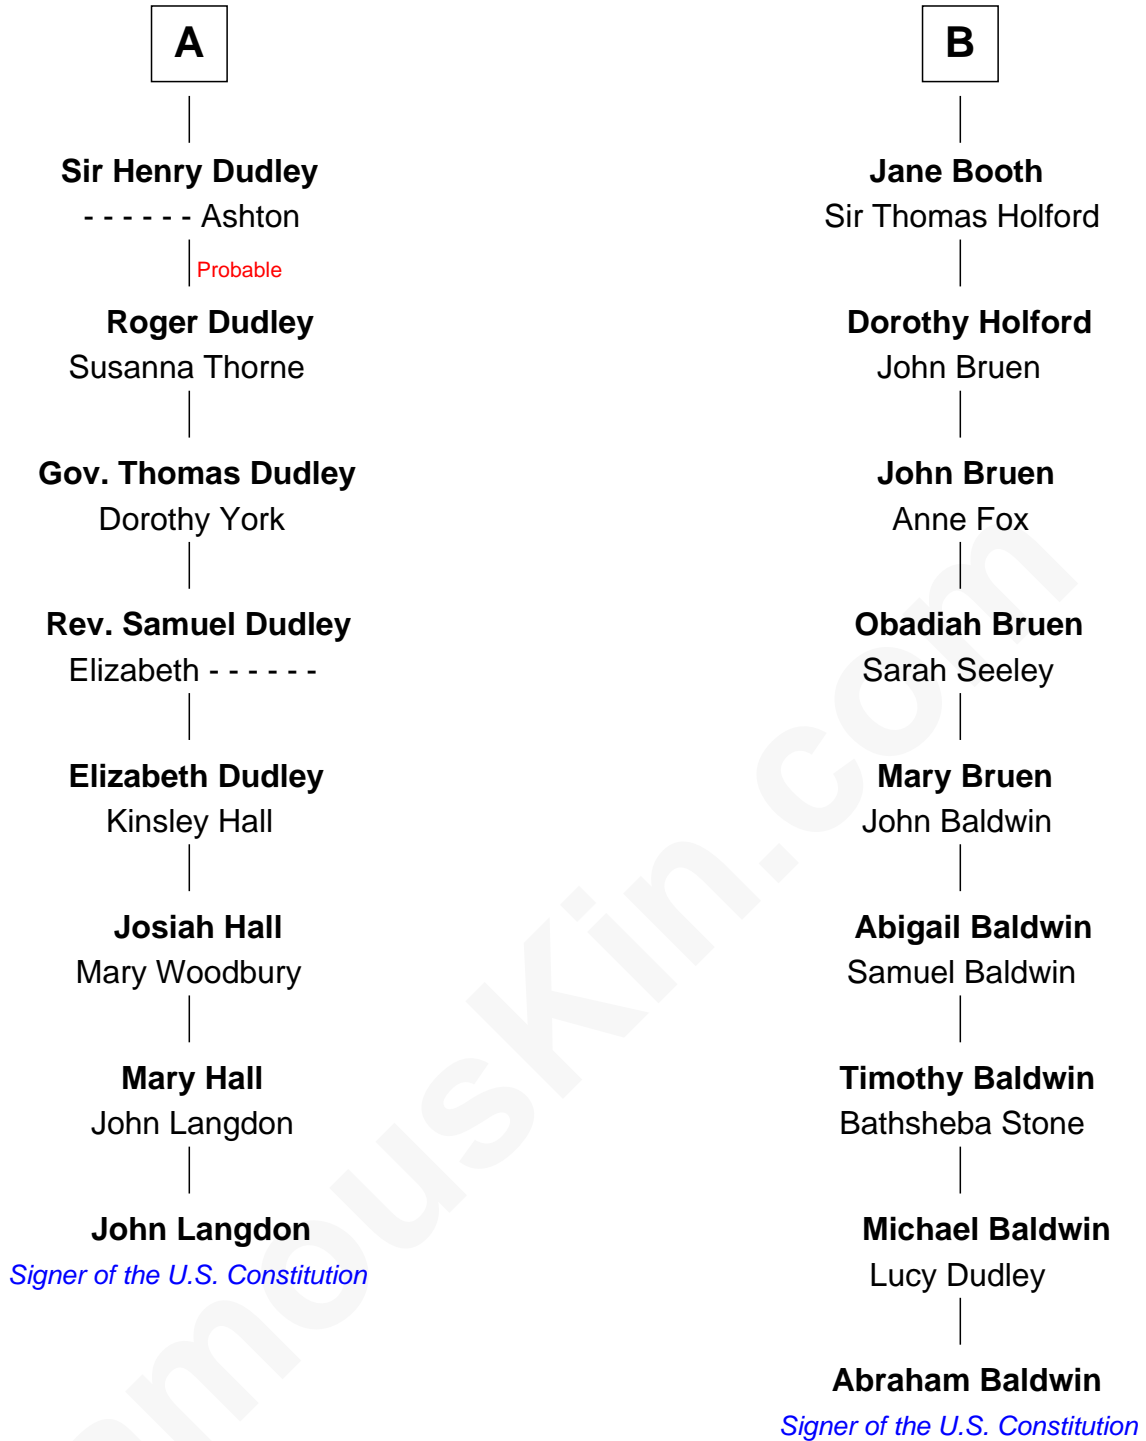 A
Sir Henry Dudley
- - - - - - Ashton
Probable
Roger Dudley
Susanna Thorne
Gov. Thomas Dudley
Dorothy York
Rev. Samuel Dudley
Elizabeth - - - - - -
Elizabeth Dudley
Kinsley Hall
Josiah Hall
Mary Woodbury
Mary Hall
John Langdon
John Langdon
Signer of the U.S. Constitution
B
Jane Booth
Sir Thomas Holford
Dorothy Holford
John Bruen
John Bruen
Anne Fox
Obadiah Bruen
Sarah Seeley
Mary Bruen
John Baldwin
Abigail Baldwin
Samuel Baldwin
Timothy Baldwin
Bathsheba Stone
Michael Baldwin
Lucy Dudley
Abraham Baldwin
Signer of the U.S. Constitution
amousKin.com